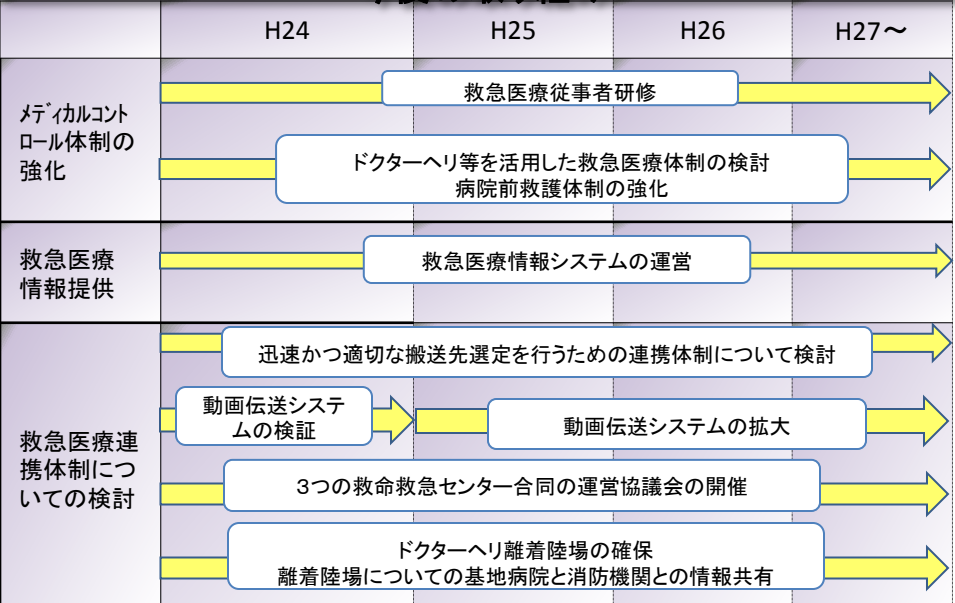 H24 H25 H26 H27～
ﾒﾃﾞｨｶﾙｺﾝﾄ
ﾛｰﾙ体制の
強化
救急医療従事者研修
ドクターヘリ等を活用した救急医療体制の検討
病院前救護体制の強化
救急医療
情報提供
救急医療情報システムの運営
救急医療連
携体制につ
いての検討
迅速かつ適切な搬送先選定を行うための連携体制について検討
動画伝送システ
ムの検証
動画伝送システムの拡大
３つの救命救急センター合同の運営協議会の開催
ドクターヘリ離着陸場の確保
離着陸場についての基地病院と消防機関との情報共有